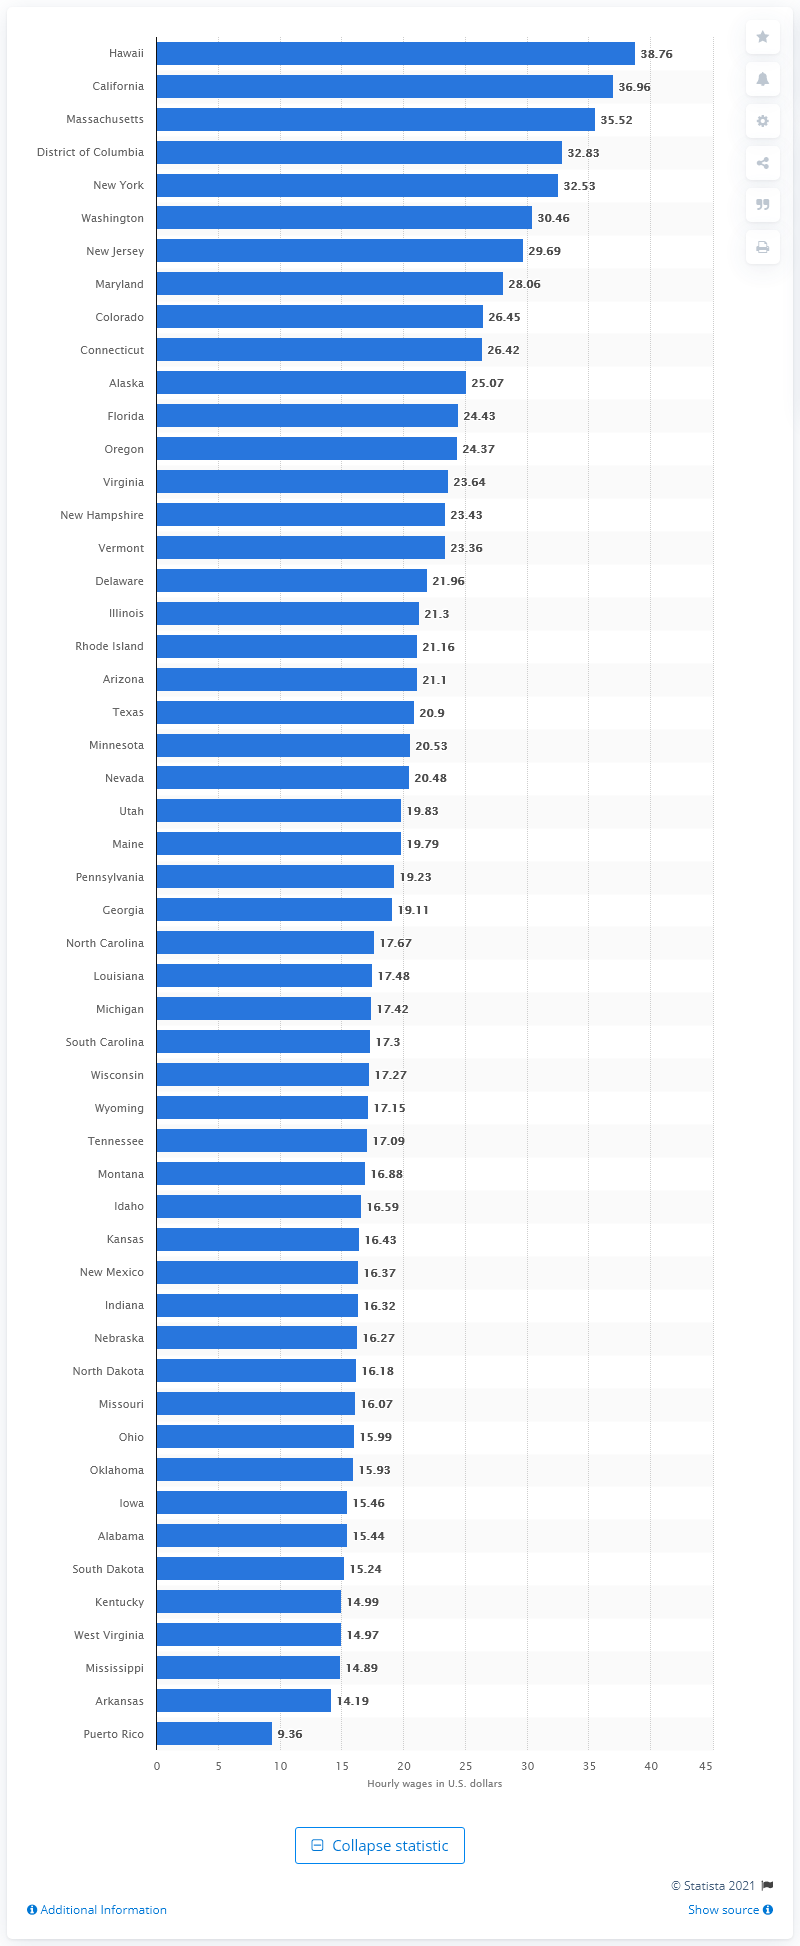 Hawaii 38.76
California 36.96
Massachusetts 35.52
District of Columbia 32.83
New York 32.53
Washington 30.46
New Jersey 29.69
Maryland 28.06
Colorado 26.45
Connecticut 26.42
Alaska 25.07
Florida 24.43
Oregon 24.37
Virginia 23.64
New Hampshire 23.43
Vermont 23.36
Delaware 21.96
Illinois 21.3
Rhode Island 21.16
Arizona 21.1
Texas 20.9
Minnesota 20.53
Nevada 20.48
Utah 19.83
Maine 19.79
Pennsylvania 19.23
Georgia 19.11
North Carolina 17.67
Louisiana 17.48
Michigan 17.42
South Carolina 17.3
Wisconsin 17.27
Wyoming 17.15
Tennessee 17.09
Montana 16.88
Idaho 16.59
Kansas 16.43
New Mexico 16.37
Indiana 16.32
Nebraska 16.27
North Dakota 16.18
Missouri 16.07
Ohio 15.99
Oklahoma 15.93
Iowa 15.46
Alabama 15.44
South Dakota 15.24
Kentucky 14.99
West Virginia 14.97
Mississippi 14.89
Arkansas 14.19
Puerto Rico 9.36
0 5 10 15 20 25 30 35 40 45
Hourly wages in U.S. dollars
Collapse statistic
© Statista 2021
Additional Information Show source